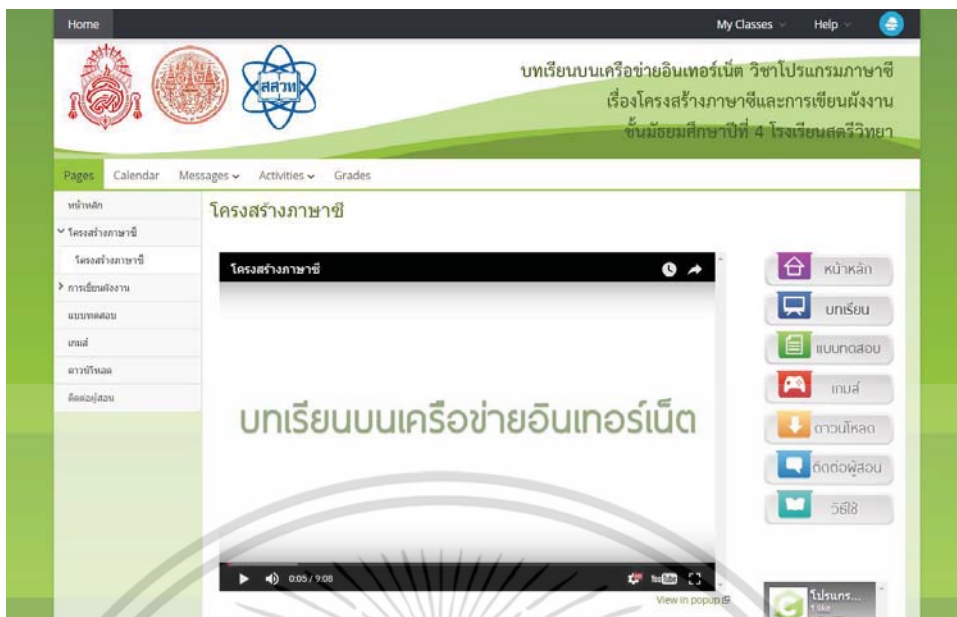 Home
My Classes
Help
สสวท
บทเรียนบนเครือข่ายอินเทอร์เน็ต วิชาโปรแกรมภาษาซี
เรื่องโครงสร้างภาษาซีและการเขียนผังงาน
ชั้นมัธยมศึกษาปีที่ 4 โรงเรียนสตรีวิทยา
Pages
Calendar
Messages
Activities
Grades
หน้าหลัก
โครงสร้างภาษาซี
โครงสร้างภาษาซี
การเขียนผังงาน
แบบทดสอบ
เกมส์
ดาวน์โหลด
ติดต่อผู้สอน
โครงสร้างภาษาซี
โครงสร้างภาษาซี
บทเรียนบนเครือข่ายอินเทอร์เน็ต
0:05 / 9:08
YouTube
View in popup
หน้าหลัก
บทเรียน
แบบทดสอบ
เกมส์
ดาวน์โหลด
ติดต่อผู้สอน
วิธีใช้
โปรแกร...
1 like